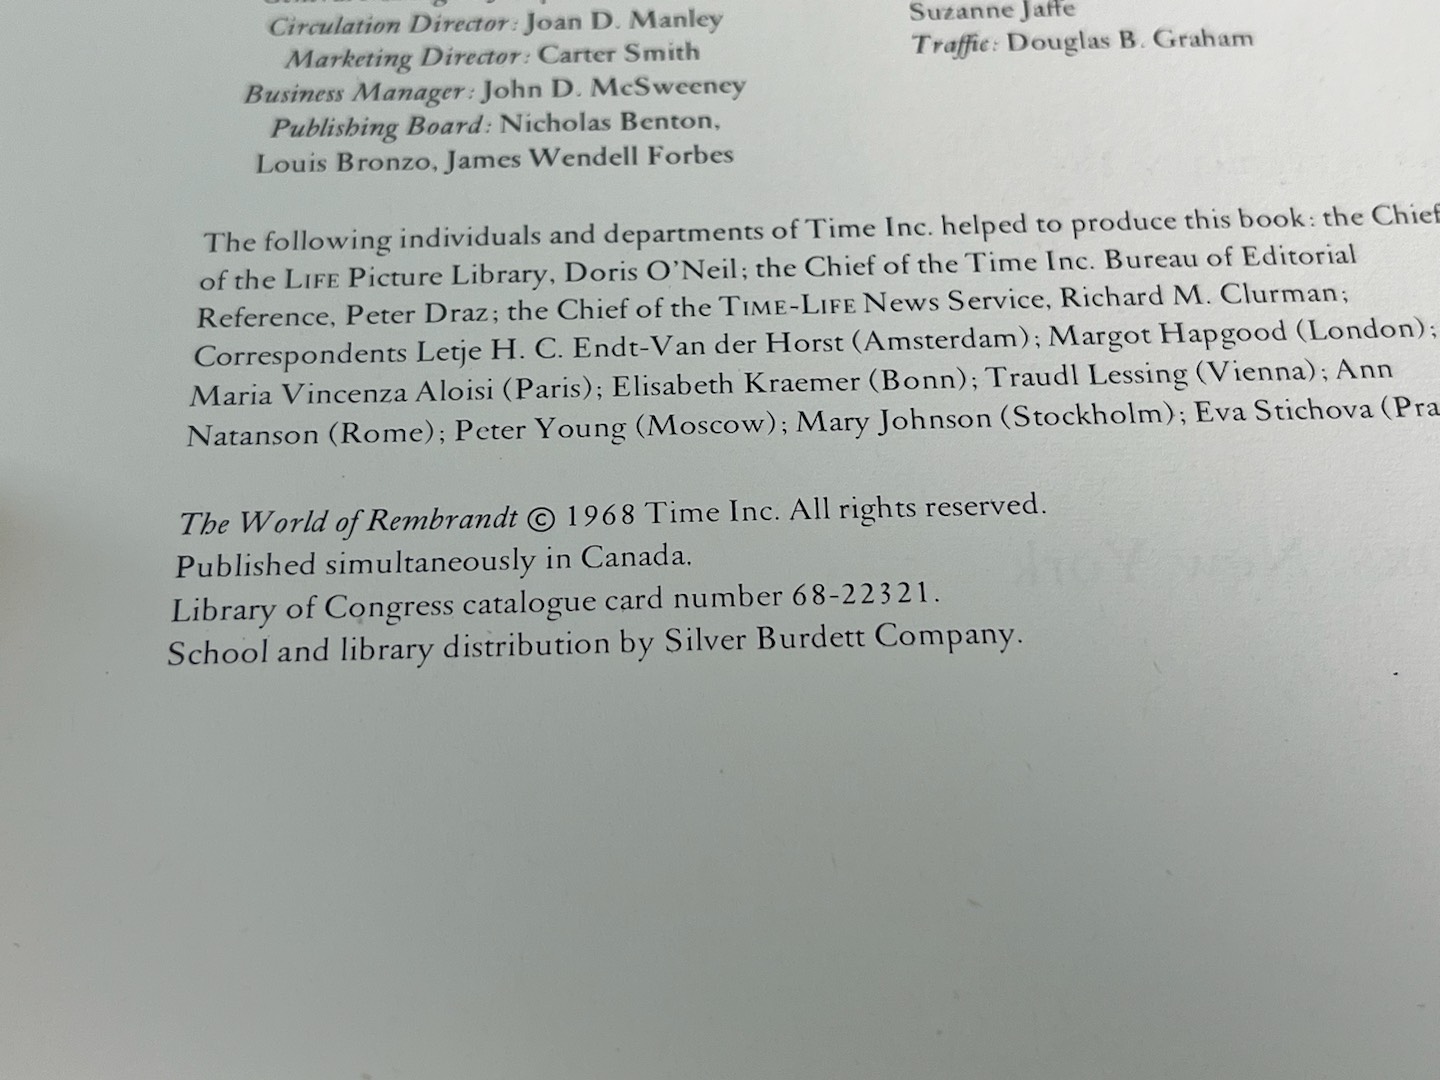 Circulation Director: Joan D. Manley
Marketing Director: Carter Smith
Business Manager: John D. McSweeney
Publishing Board: Nicholas Benton,
Louis Bronzo, James Wendell Forbes
Suzanne Jaffe
Traffic: Douglas B. Graham
The following individuals and departments of Time Inc. helped to produce this book: the Chief
of the LIFE Picture Library, Doris O'Neil; the Chief of the Time Inc. Bureau of Editorial
Reference, Peter Draz; the Chief of the TIME-LIFE News Service, Richard M. Clurman;
Correspondents Letje H. C. Endt-Van der Horst (Amsterdam); Margot Hapgood (London);
Maria Vincenza Aloisi (Paris); Elisabeth Kraemer (Bonn); Traudl Lessing (Vienna); Ann
Natanson (Rome); Peter Young (Moscow); Mary Johnson (Stockholm); Eva Stichova (Pra
The World of Rembrandt © 1968 Time Inc. All rights reserved.
Published simultaneously in Canada.
Library of Congress catalogue card number 68-22321.
School and library distribution by Silver Burdett Company.